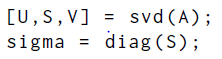 [U,S,V] = svd(A);
sigma = diag(S);